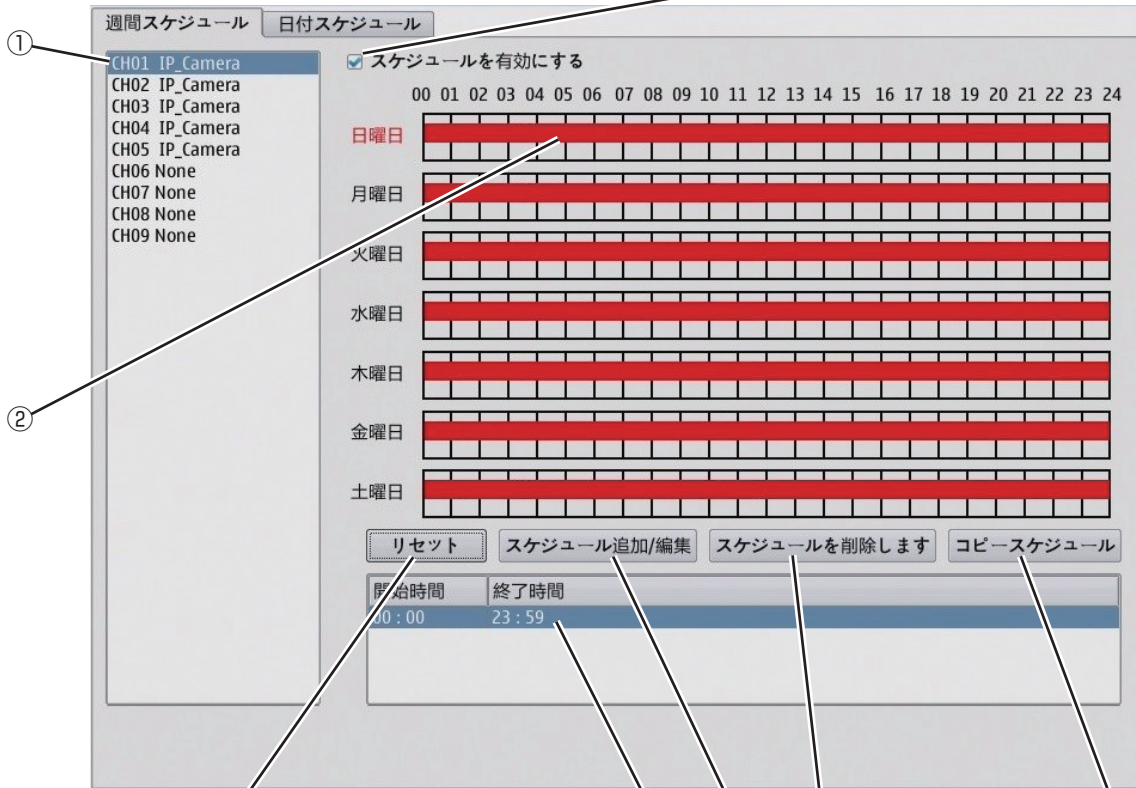 週間スケジュール 日付スケジュール
①
CH01 IP_Camera
CH02 IP_Camera
CH03 IP_Camera
CH04 IP_Camera
CH05 IP_Camera
CH06 None
CH07 None
CH08 None
CH09 None
②
スケジュールを有効にする
00 01 02 03 04 05 06 07 08 09 10 11 12 13 14 15 16 17 18 19 20 21 22 23 24
日曜日
月曜日
火曜日
水曜日
木曜日
金曜日
土曜日
リセット スケジュール追加/編集 スケジュールを削除します コピースケジュール
開始時間 終了時間
00 : 00 23 : 59